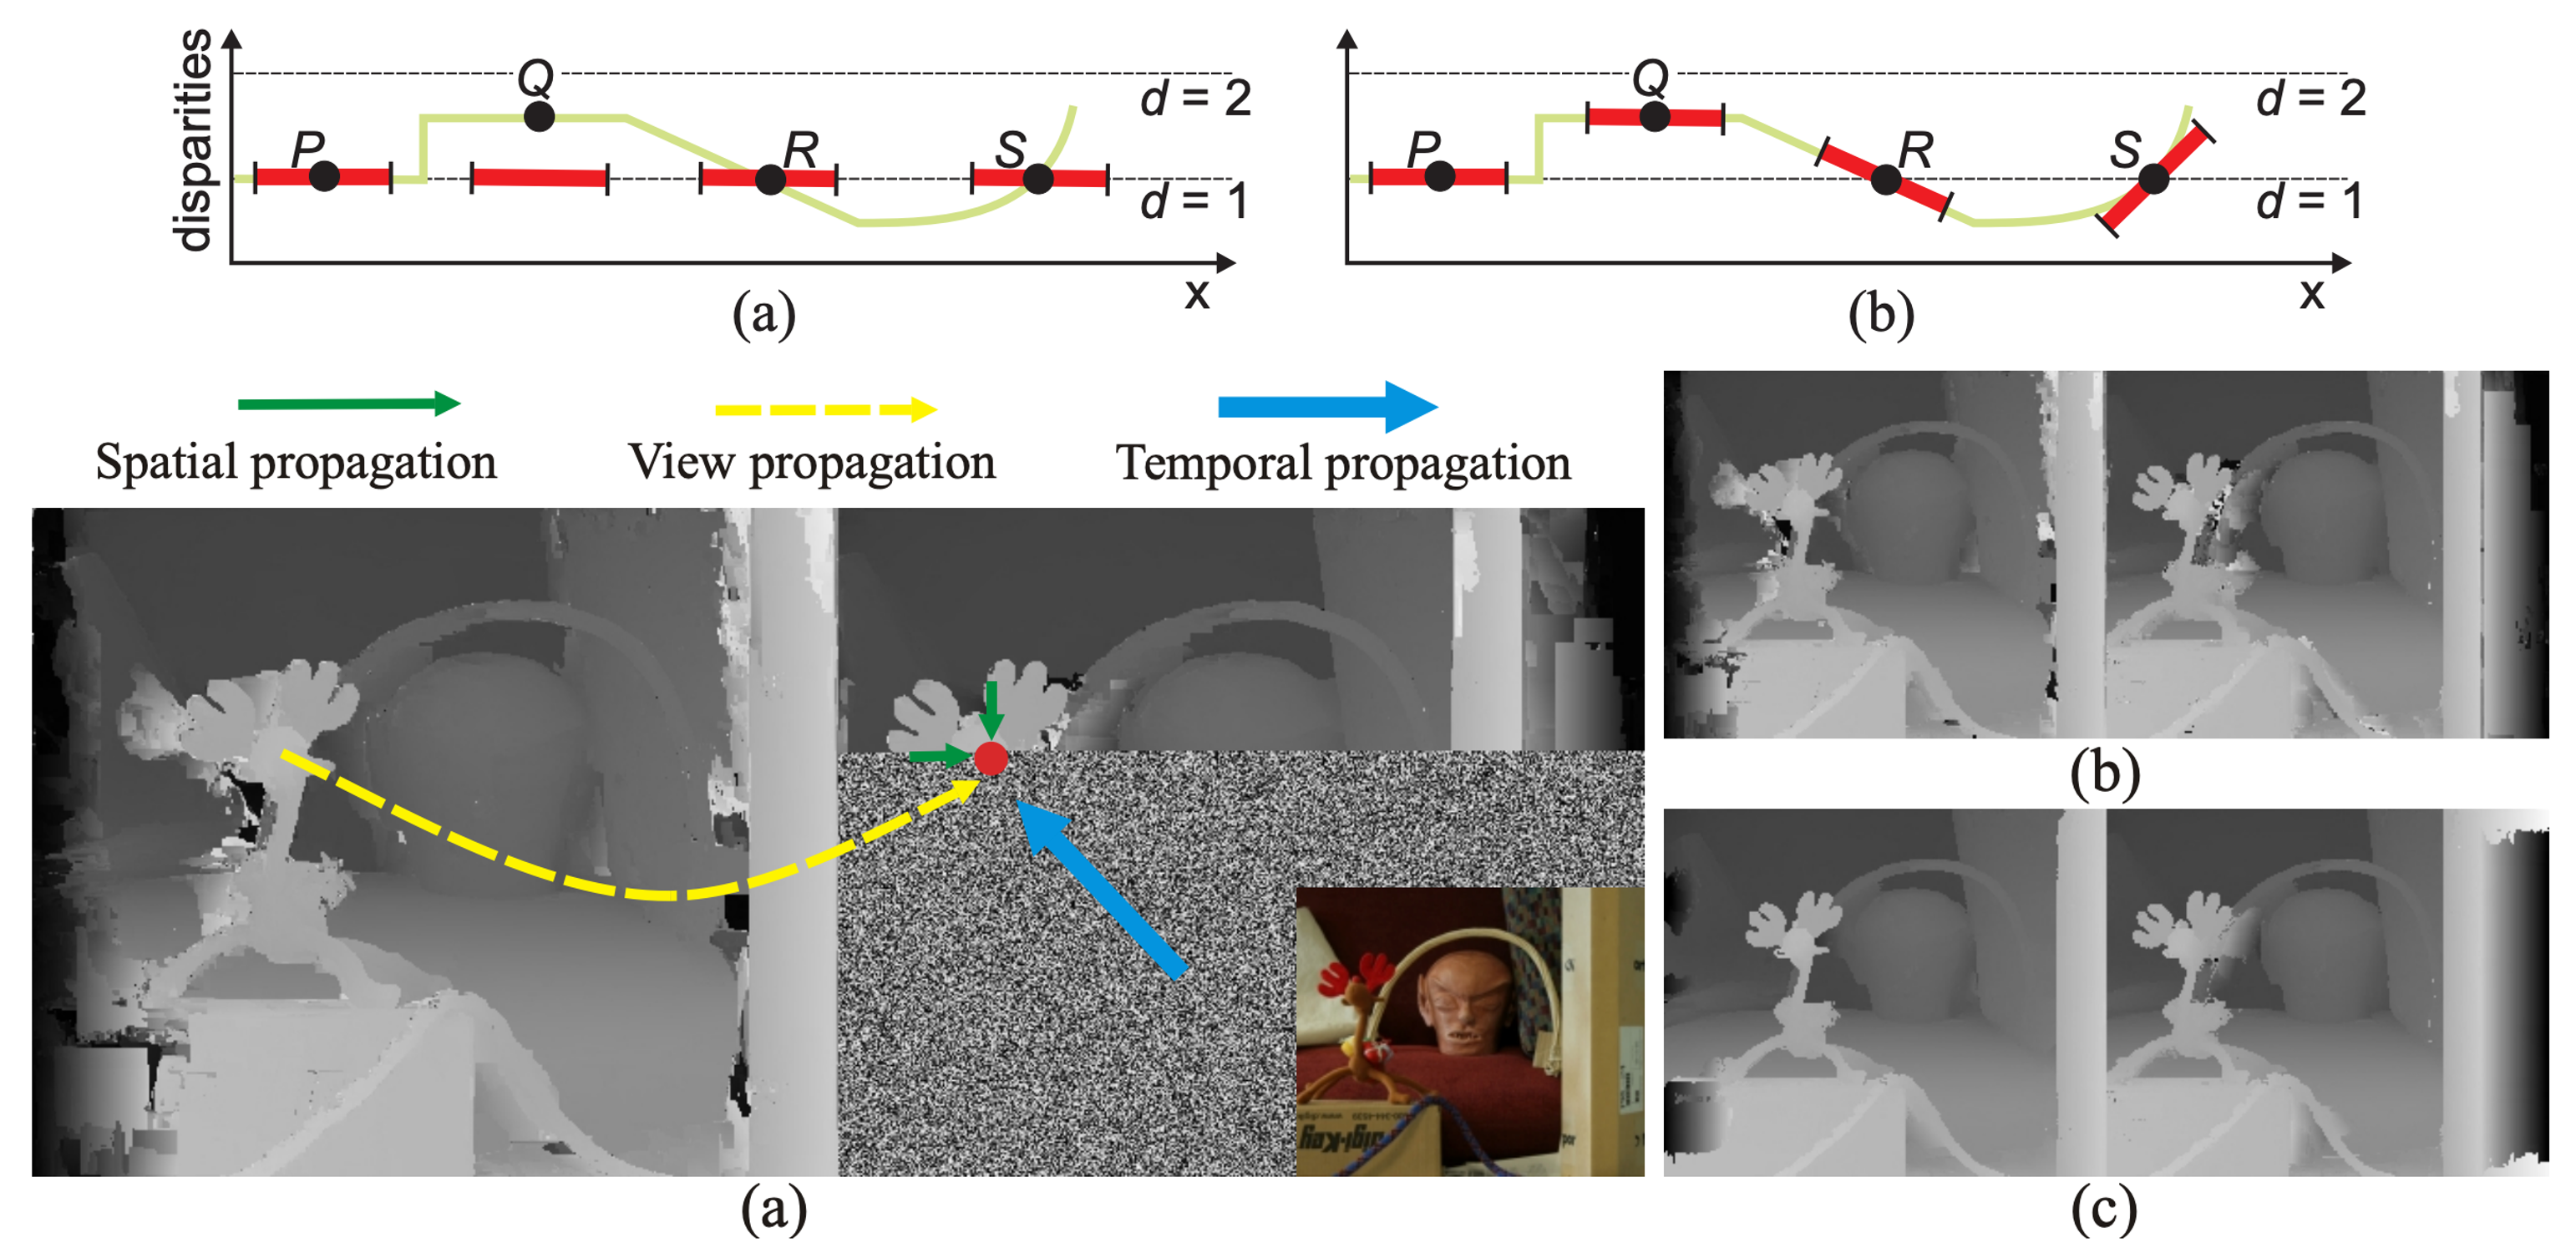 disparities
P
Q
R
S
d = 2
d = 1
x
(a)
P
Q
R
S
d = 2
d = 1
x
(b)
Spatial propagation
View propagation
Temporal propagation
(a)
(b)
(c)